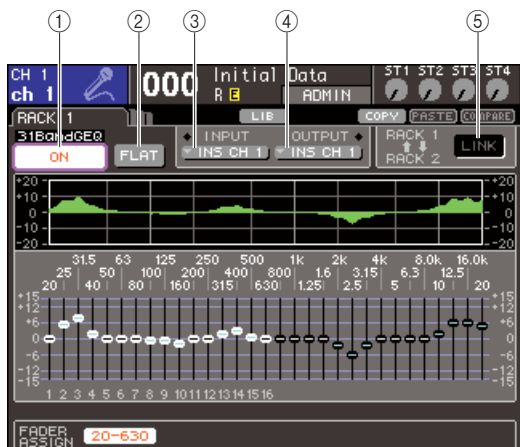 ① ② ③ ④ ⑤
CH 1 000 Initial Data ST1 ST2 ST3 ST4
ch 1 R E ADMIN
RACK 1 LIB COPY PASTE COMPARE
31BandGEQ INPUT OUTPUT RACK 1
ON FLAT INS CH 1 INS CH 1 RACK 2 LINK
+20 +20
+10 +10
0 0
-10 -10
-20 -20
31.5 63 125 250 500 1k 2k 4k 8.0k 16.0k
25 50 100 200 400 800 1.6 3.15 6.3 12.5
20 40 80 160 315 630 1.25 2.5 5 10 20
+15 +15
+12 +12
+6 +6
0 0
-6 -6
-12 -12
-15 -15
1 2 3 4 5 6 7 8 9 10 11 12 13 14 15 16
FADER ASSIGN 20-630